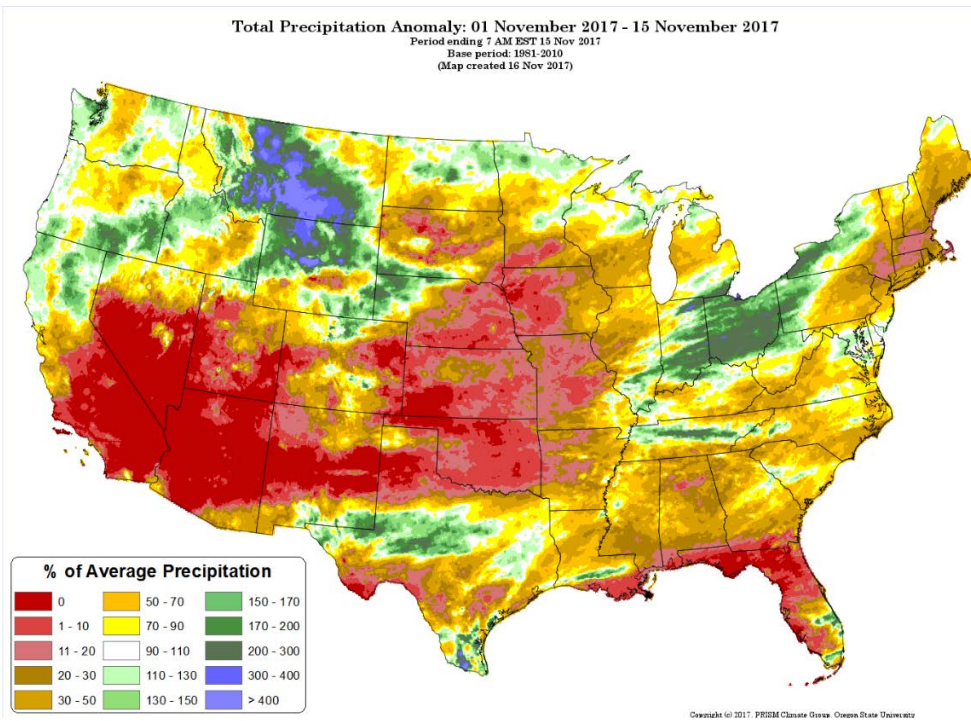 Total Precipitation Anomaly: 01 November 2017 - 15 November 2017
Period ending 7 AM EST 15 Nov 2017
Base period: 1981-2010
(Map created 16 Nov 2017)
% of Average Precipitation
0
1 - 10
11 - 20
20 - 30
30 - 50
50 - 70
70 - 90
90 - 110
110 - 130
130 - 150
150 - 170
170 - 200
200 - 300
300 - 400
> 400
Copyright (c) 2017, PRISM Climate Group, Oregon State University